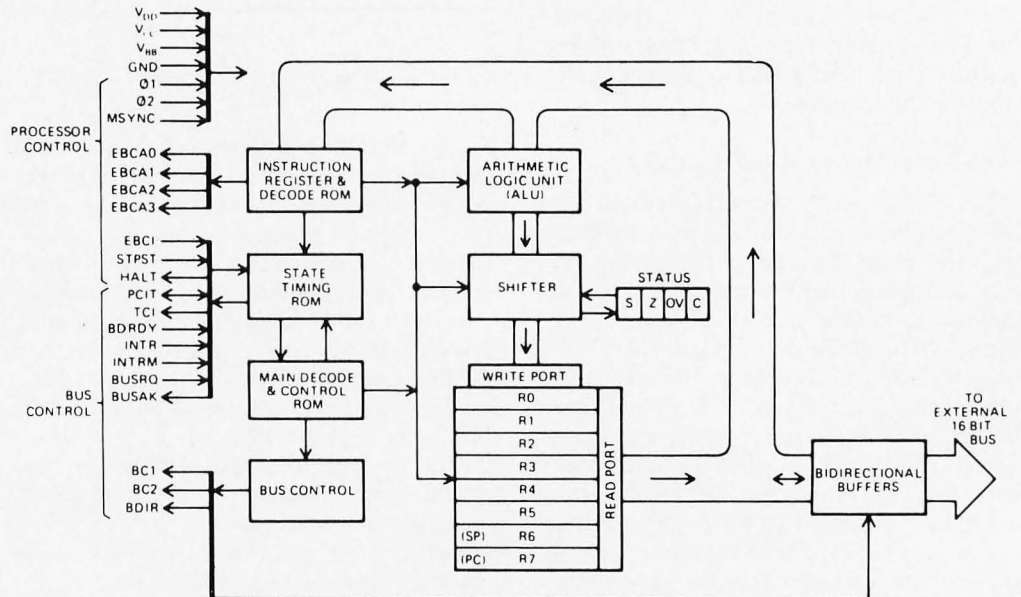 V_DD
V_CC
V_BB
GND
Ø1
Ø2
MSYNC
PROCESSOR
CONTROL
EBCA0
EBCA1
EBCA2
EBCA3
EBCI
STPST
HALT
PCIT
TCI
BDRDY
INTR
INTRM
BUSRQ
BUSAK
BUS
CONTROL
BC1
BC2
BDIR
INSTRUCTION
REGISTER &
DECODE ROM
STATE
TIMING
ROM
MAIN DECODE
& CONTROL
ROM
BUS CONTROL
ARITHMETIC
LOGIC UNIT
(ALU)
SHIFTER
STATUS
S Z OV C
WRITE PORT
R0
R1
R2
R3
R4
R5
(SP) R6
(PC) R7
READ PORT
BIDIRECTIONAL
BUFFERS
TO
EXTERNAL
16 BIT
BUS